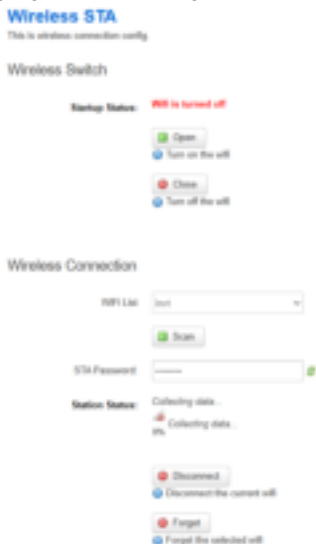 Wireless STA
This is wireless connection config.
Wireless Switch
Startup Status: Wifi is turned off
Open
Turn on the wifi
Close
Turn off the wifi
Wireless Connection
WIFI List
Scan
STA Password ********
Station Status: Collecting data...
0% Collecting data...
Disconnect
Disconnect the current wifi
Forget
Forget the selected wifi